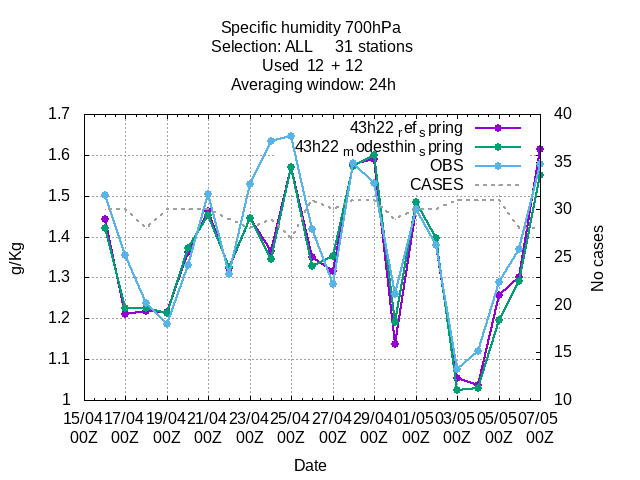 Specific humidity 700hPa
Selection: ALL 31 stations
Used 12 + 12
Averaging window: 24h
43h22refspring
43h22modesthinspring
OBS
CASES
1.7
1.6
1.5
1.4
1.3
1.2
1.1
1
40
35
30
25
20
15
10
g/Kg
No cases
15/04 17/04 19/04 21/04 23/04 25/04 27/04 29/04 01/05 03/05 05/05 07/05
00Z 00Z 00Z 00Z 00Z 00Z 00Z 00Z 00Z 00Z 00Z 00Z
Date